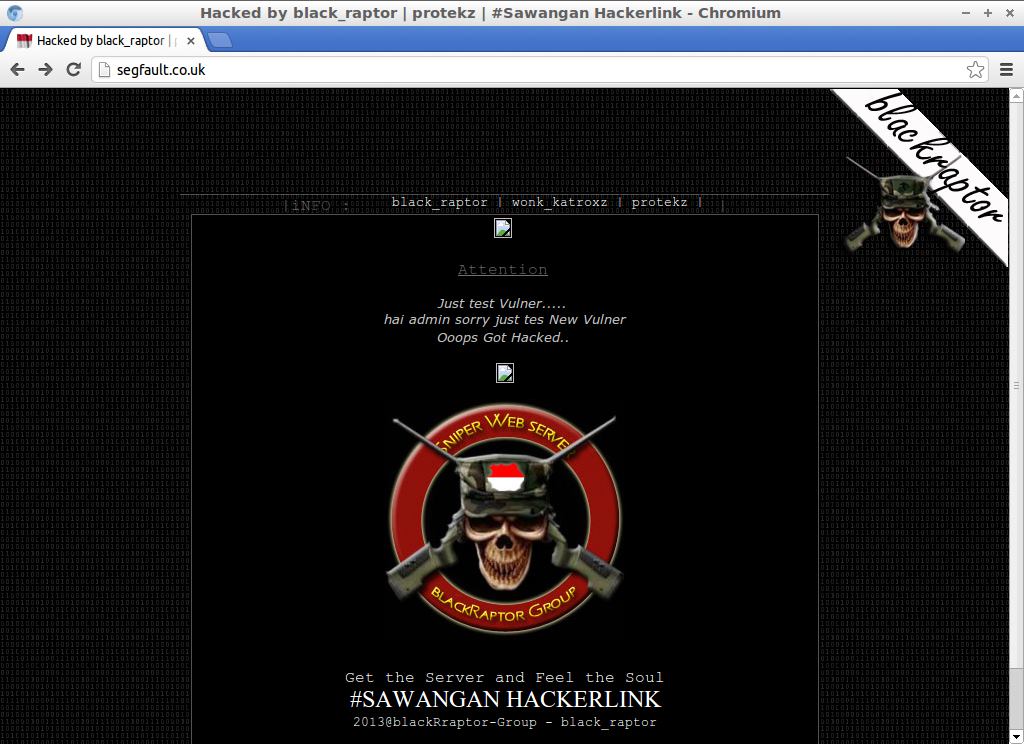 Hacked by black_raptor | protekz | #Sawangan Hackerlink - Chromium
Hacked by black_raptor |
segfault.co.uk
blackraptor
|iNFO :
black_raptor | wonk_katroxz | protekz | |
Attention
Just test Vulner.....
hai admin sorry just tes New Vulner
Ooops Got Hacked..
SNIPER WEB SERVER
BLACKRAPTOR GROUP
Get the Server and Feel the Soul
#SAWANGAN HACKERLINK
2013@blackRraptor-Group - black_raptor